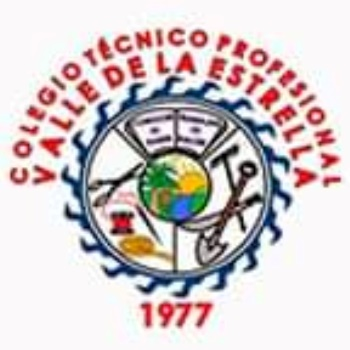 COLEGIO TÉCNICO PROFESIONAL
VALLE DE LA ESTRELLA
1977